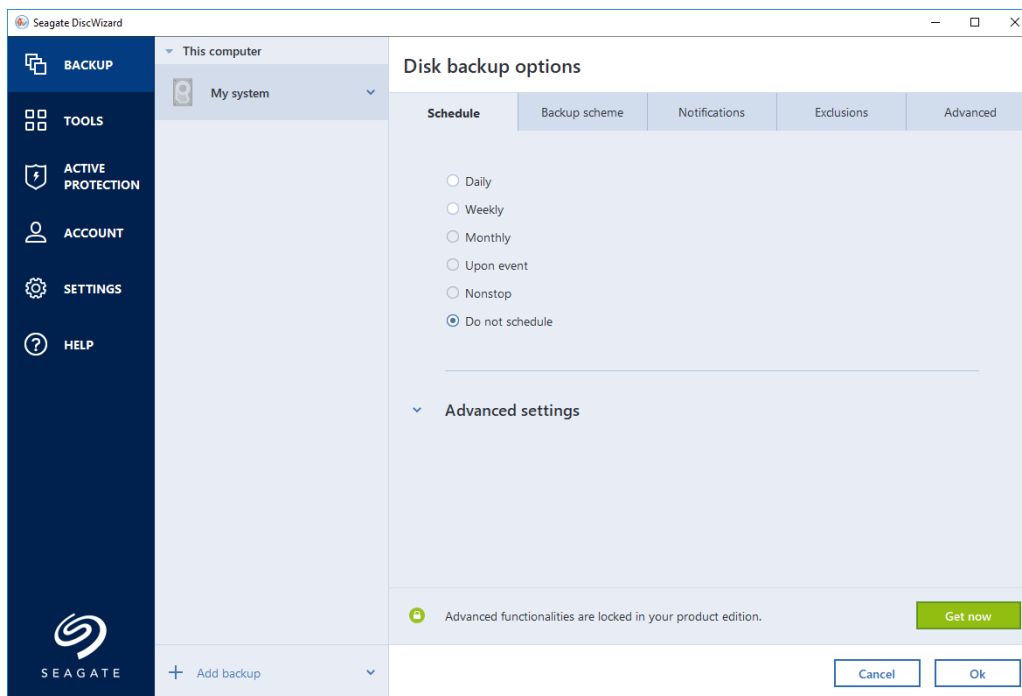 Seagate DiscWizard
BACKUP
TOOLS
ACTIVE
PROTECTION
ACCOUNT
SETTINGS
HELP
SEAGATE
This computer
My system
Add backup
Disk backup options
Schedule
Backup scheme
Notifications
Exclusions
Advanced
Daily
Weekly
Monthly
Upon event
Nonstop
Do not schedule
Advanced settings
Advanced functionalities are locked in your product edition.
Get now
Cancel
Ok